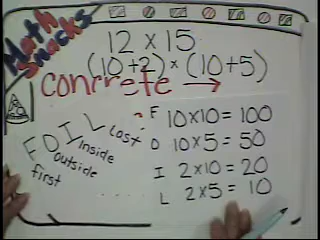 Math Snacks
12 x 15
(10+2) x (10+5)
concrete →
F 10x10 = 100
O 10x5 = 50
I 2x10 = 20
L 2x5 = 10
FOIL
Last
Inside
outside
first